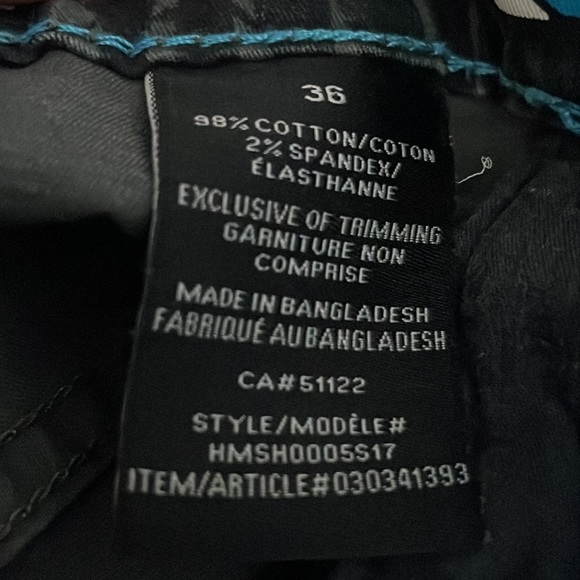 36
98% COTTON/COTON
2% SPANDEX/
ÉLASTHANNE
EXCLUSIVE OF TRIMMING
GARNITURE NON
COMPRISE
MADE IN BANGLADESH
FABRIQUÉ AU BANGLADESH
CA#51122
STYLE/MODÈLE#
HMSH0005S17
ITEM/ARTICLE#030341393